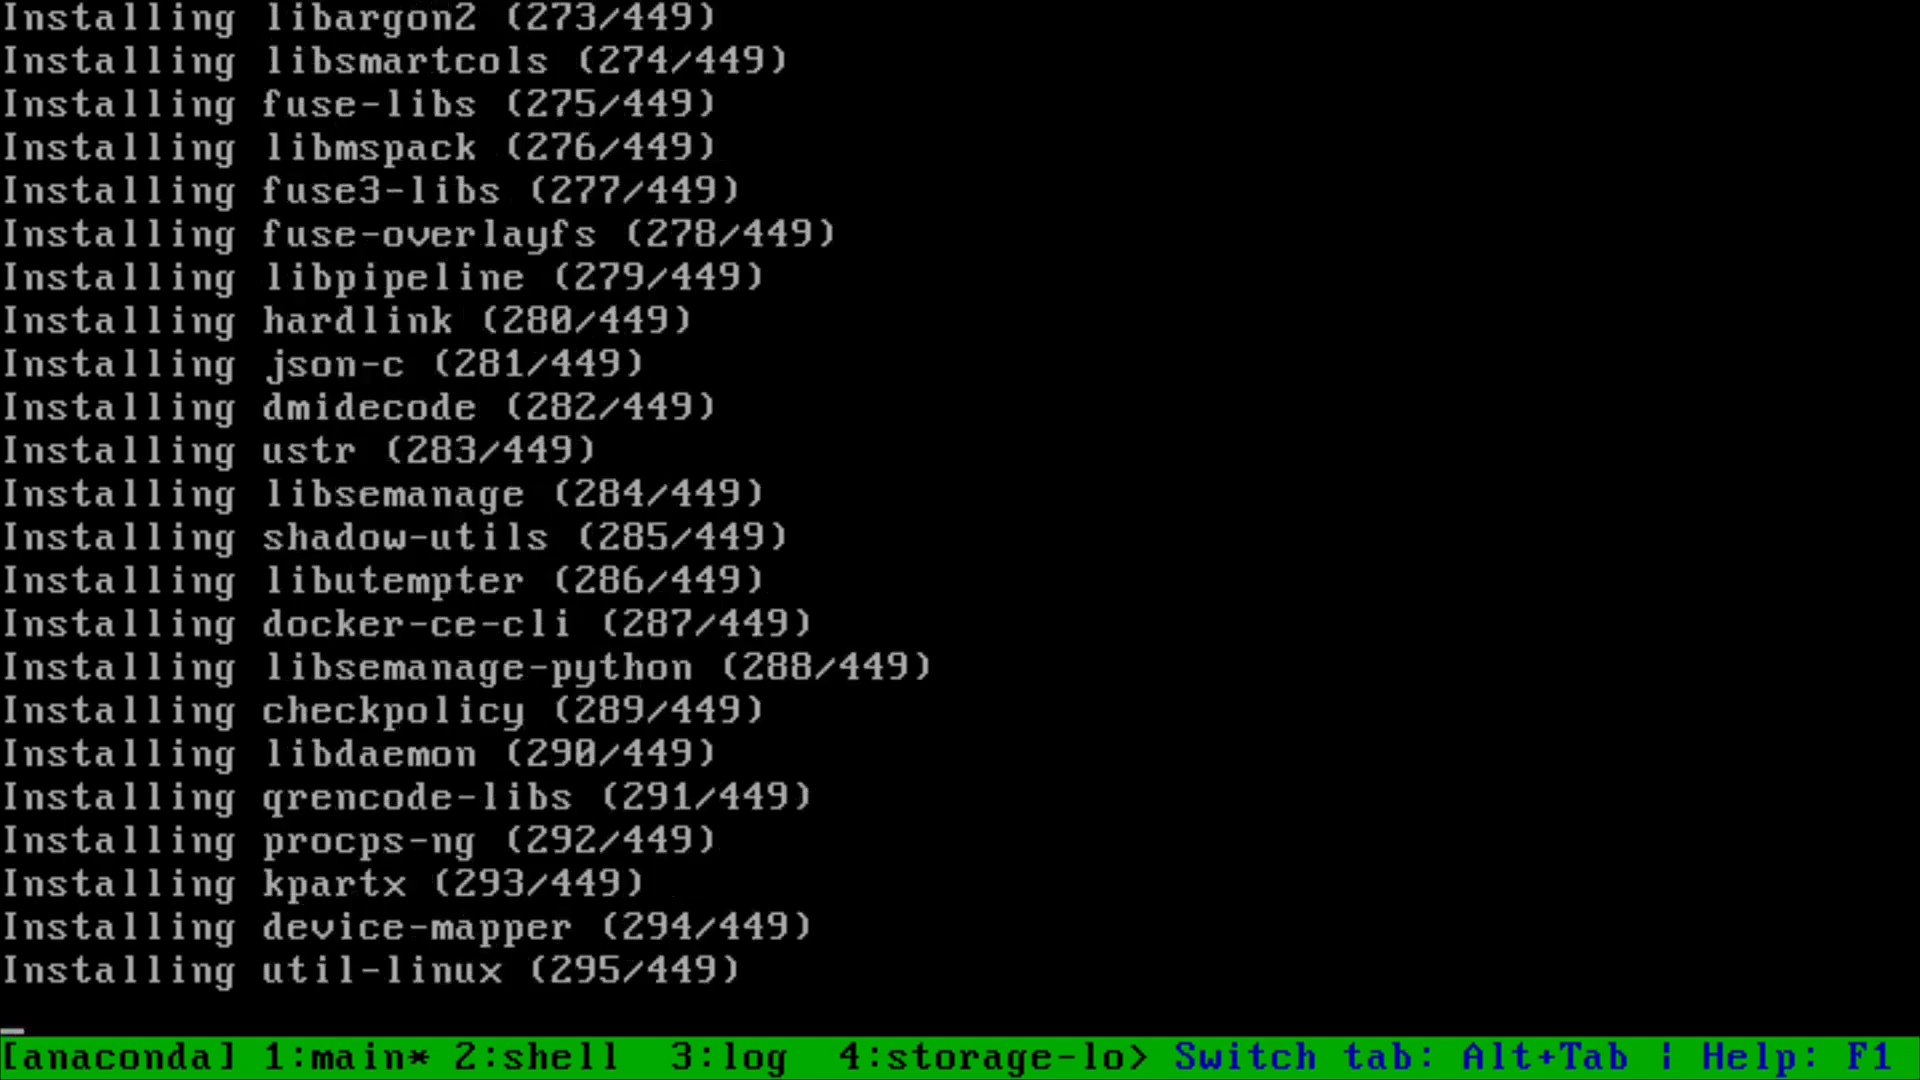 Installing libargon2 (273/449)
Installing libsmartcols (274/449)
Installing fuse-libs (275/449)
Installing libmspack (276/449)
Installing fuse3-libs (277/449)
Installing fuse-overlayfs (278/449)
Installing libpipeline (279/449)
Installing hardlink (280/449)
Installing json-c (281/449)
Installing dmidecode (282/449)
Installing ustr (283/449)
Installing libsemanage (284/449)
Installing shadow-utils (285/449)
Installing libutempter (286/449)
Installing docker-ce-cli (287/449)
Installing libsemanage-python (288/449)
Installing checkpolicy (289/449)
Installing libdaemon (290/449)
Installing qrencode-libs (291/449)
Installing procps-ng (292/449)
Installing kpartx (293/449)
Installing device-mapper (294/449)
Installing util-linux (295/449)
[anaconda] 1:main* 2:shell  3:log  4:storage-lo> Switch tab: Alt+Tab | Help: F1